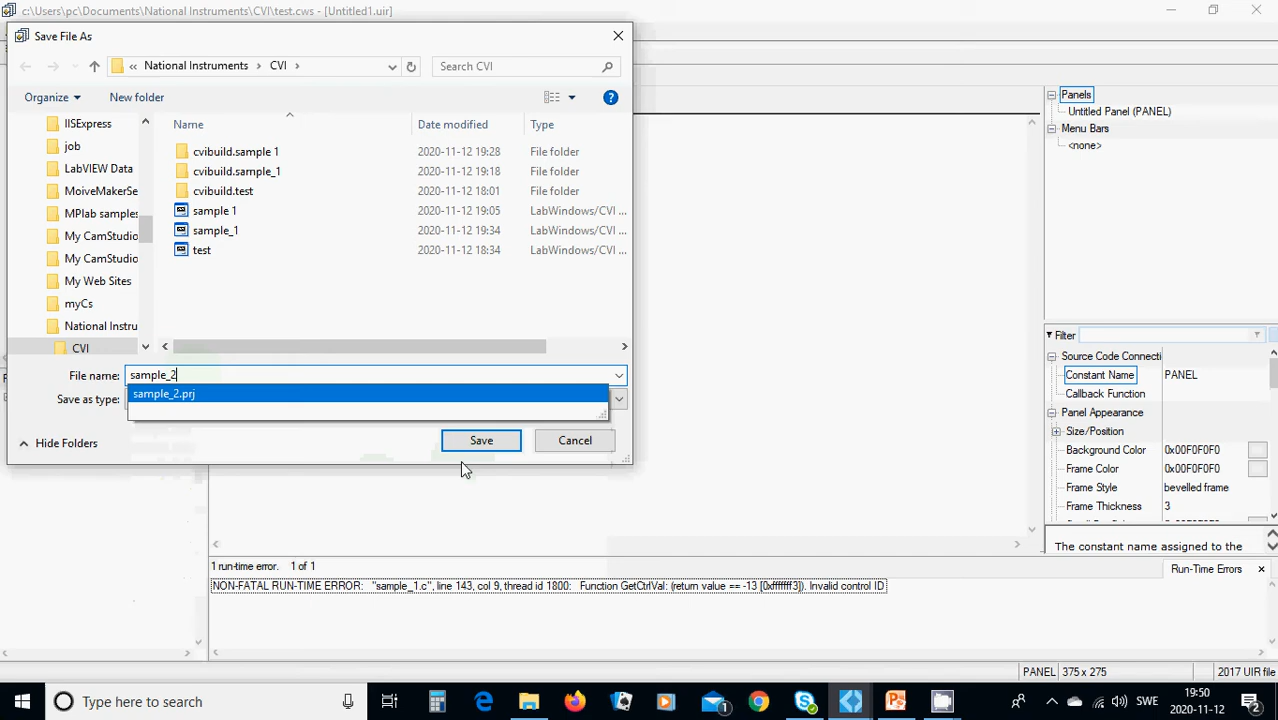 c:\Users\pc\Documents\National Instruments\CVI\test.cws - [Untitled1.uir]
Save File As
« National Instruments > CVI >
Search CVI
Organize
New folder
IISExpress
job
LabVIEW Data
MoiveMakerSe
MPlab samples
My CamStudio
My CamStudio
My Web Sites
myCs
National Instru
CVI
Name Date modified Type
cvibuild.sample 1 2020-11-12 19:28 File folder
cvibuild.sample_1 2020-11-12 19:18 File folder
cvibuild.test 2020-11-12 18:01 File folder
sample 1 2020-11-12 19:05 LabWindows/CVI ...
sample_1 2020-11-12 19:34 LabWindows/CVI ...
test 2020-11-12 18:34 LabWindows/CVI ...
File name: sample_2
sample_2.prj
Save as type:
Hide Folders
Save
Cancel
Panels
Untitled Panel (PANEL)
Menu Bars
<none>
Filter
Source Code Connecti
Constant Name PANEL
Callback Function
Panel Appearance
Size/Position
Background Color 0x00F0F0F0
Frame Color 0x00F0F0F0
Frame Style bevelled frame
Frame Thickness 3
The constant name assigned to the
1 run-time error. 1 of 1
Run-Time Errors
NON-FATAL RUN-TIME ERROR: "sample_1.c", line 143, col 9, thread id 1800: Function GetCtrlVal: (return value == -13 [0xfffffff3]). Invalid control ID
PANEL 375 x 275 2017 UIR file
Type here to search
1
SWE
19:50
2020-11-12
2